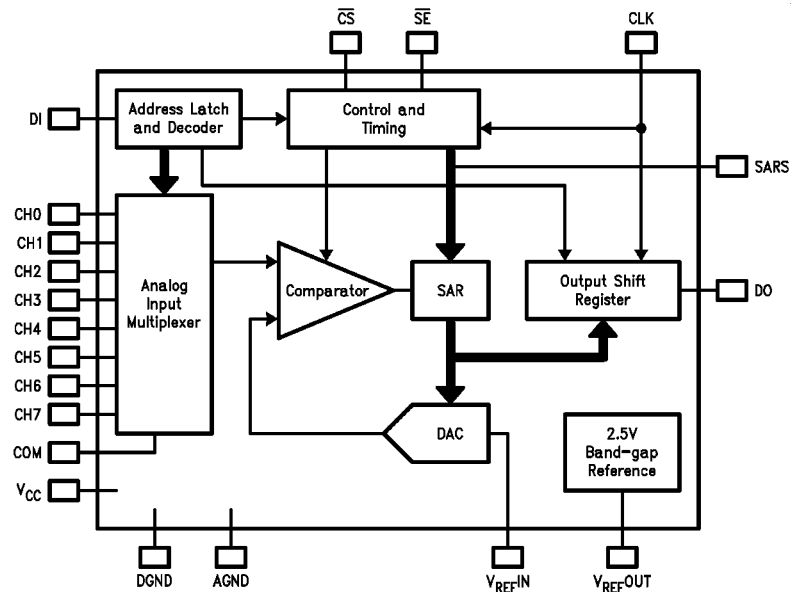 C̅S̅
S̅E̅
CLK
DI
Address Latch
and Decoder
Control and
Timing
SARS
CH0
CH1
CH2
CH3
CH4
CH5
CH6
CH7
COM
VCC
Analog
Input
Multiplexer
Comparator
SAR
Output Shift
Register
DO
DAC
2.5V
Band-gap
Reference
DGND
AGND
VREFIN
VREFOUT